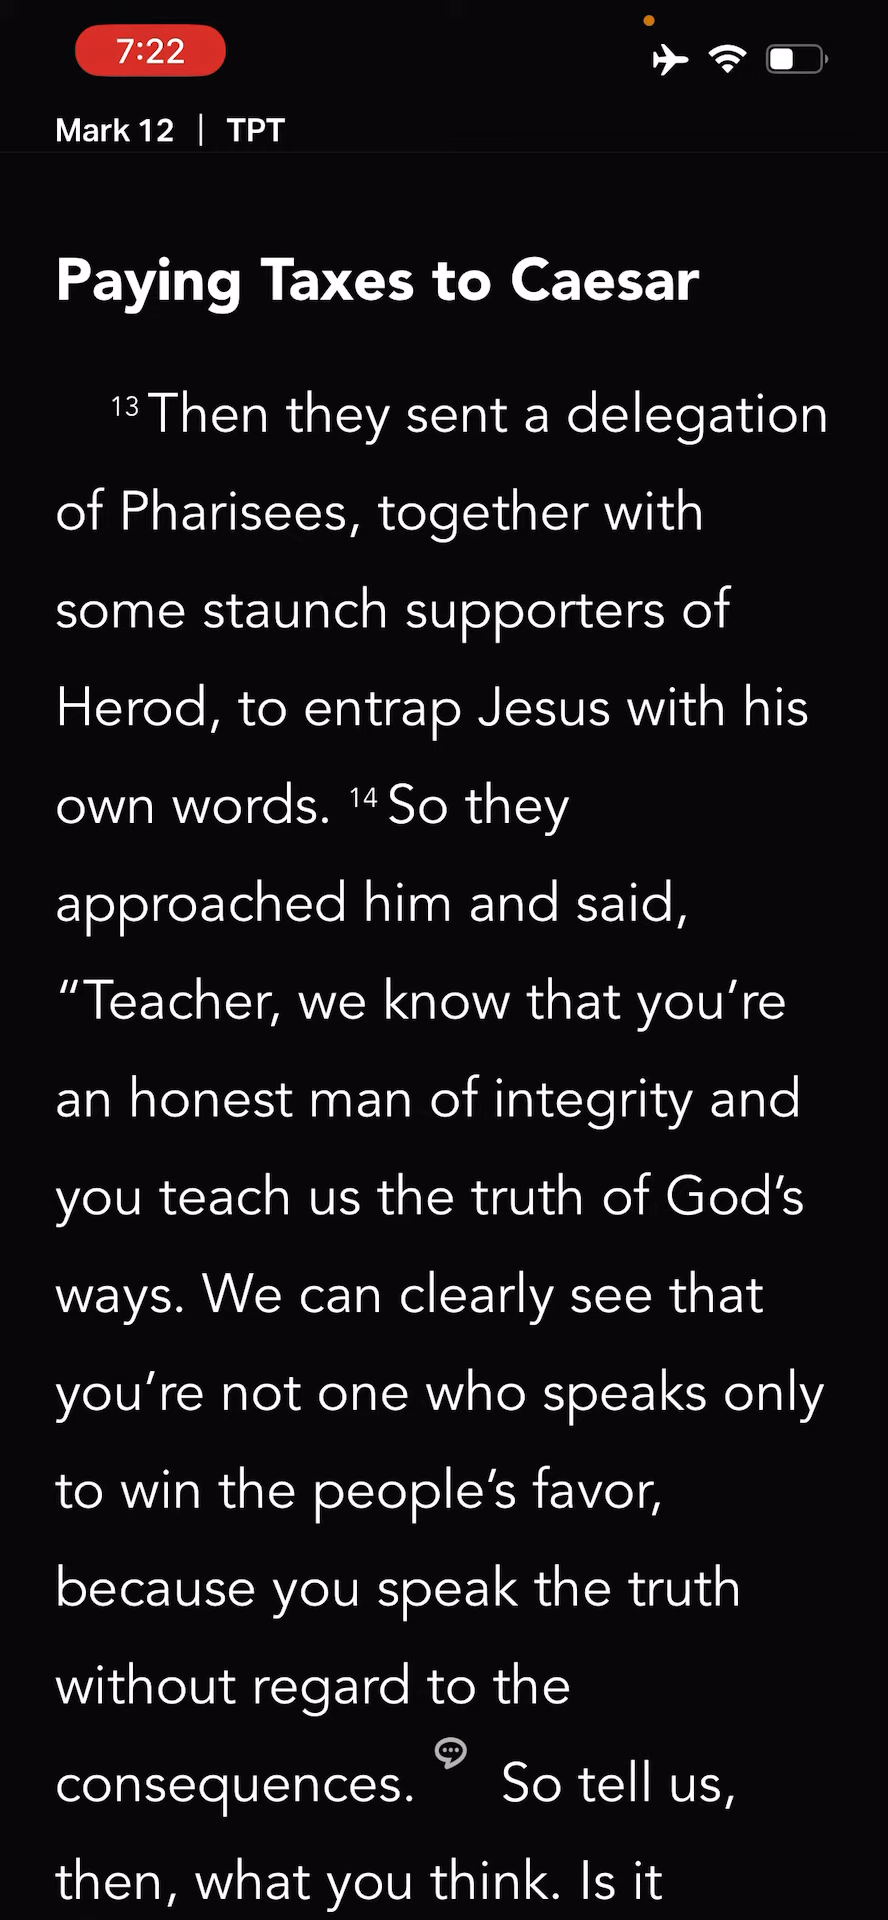 7:22
Mark 12 | TPT
Paying Taxes to Caesar
13 Then they sent a delegation
of Pharisees, together with
some staunch supporters of
Herod, to entrap Jesus with his
own words. 14 So they
approached him and said,
“Teacher, we know that you’re
an honest man of integrity and
you teach us the truth of God’s
ways. We can clearly see that
you’re not one who speaks only
to win the people’s favor,
because you speak the truth
without regard to the
consequences. So tell us,
then, what you think. Is it